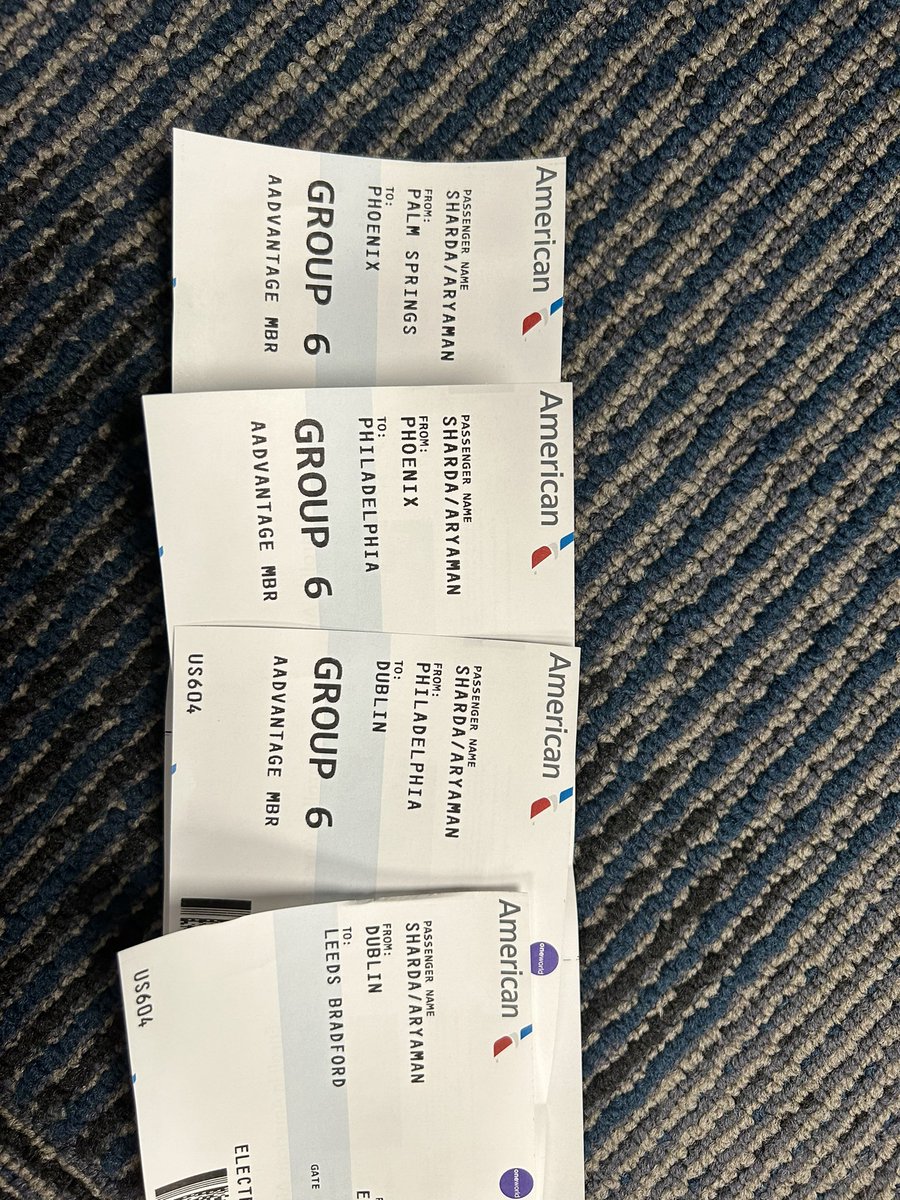 American
PASSENGER NAME
SHARDA/ARYAMAN
FROM:
PALM SPRINGS
TO:
PHOENIX
GROUP 6
AADVANTAGE MBR
American
PASSENGER NAME
SHARDA/ARYAMAN
FROM:
PHOENIX
TO:
PHILADELPHIA
GROUP 6
AADVANTAGE MBR
American
PASSENGER NAME
SHARDA/ARYAMAN
FROM:
PHILADELPHIA
TO:
DUBLIN
GROUP 6
AADVANTAGE MBR
US604
oneworld
American
PASSENGER NAME
SHARDA/ARYAMAN
FROM:
DUBLIN
TO:
LEEDS BRADFORD
GATE
US604
oneworld